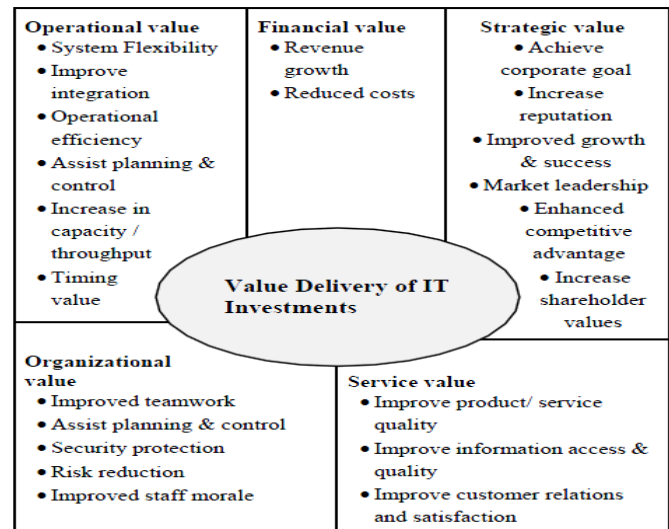 Operational value
• System Flexibility
• Improve
integration
• Operational
efficiency
• Assist planning &
control
• Increase in
capacity /
throughput
• Timing
value
Financial value
• Revenue
growth
• Reduced costs
Strategic value
• Achieve
corporate goal
• Increase
reputation
• Improved growth
& success
• Market leadership
• Enhanced
competitive
advantage
• Increase
shareholder
values
Value Delivery of IT
Investments
Organizational
value
• Improved teamwork
• Assist planning & control
• Security protection
• Risk reduction
• Improved staff morale
Service value
• Improve product/ service
quality
• Improve information access &
quality
• Improve customer relations
and satisfaction